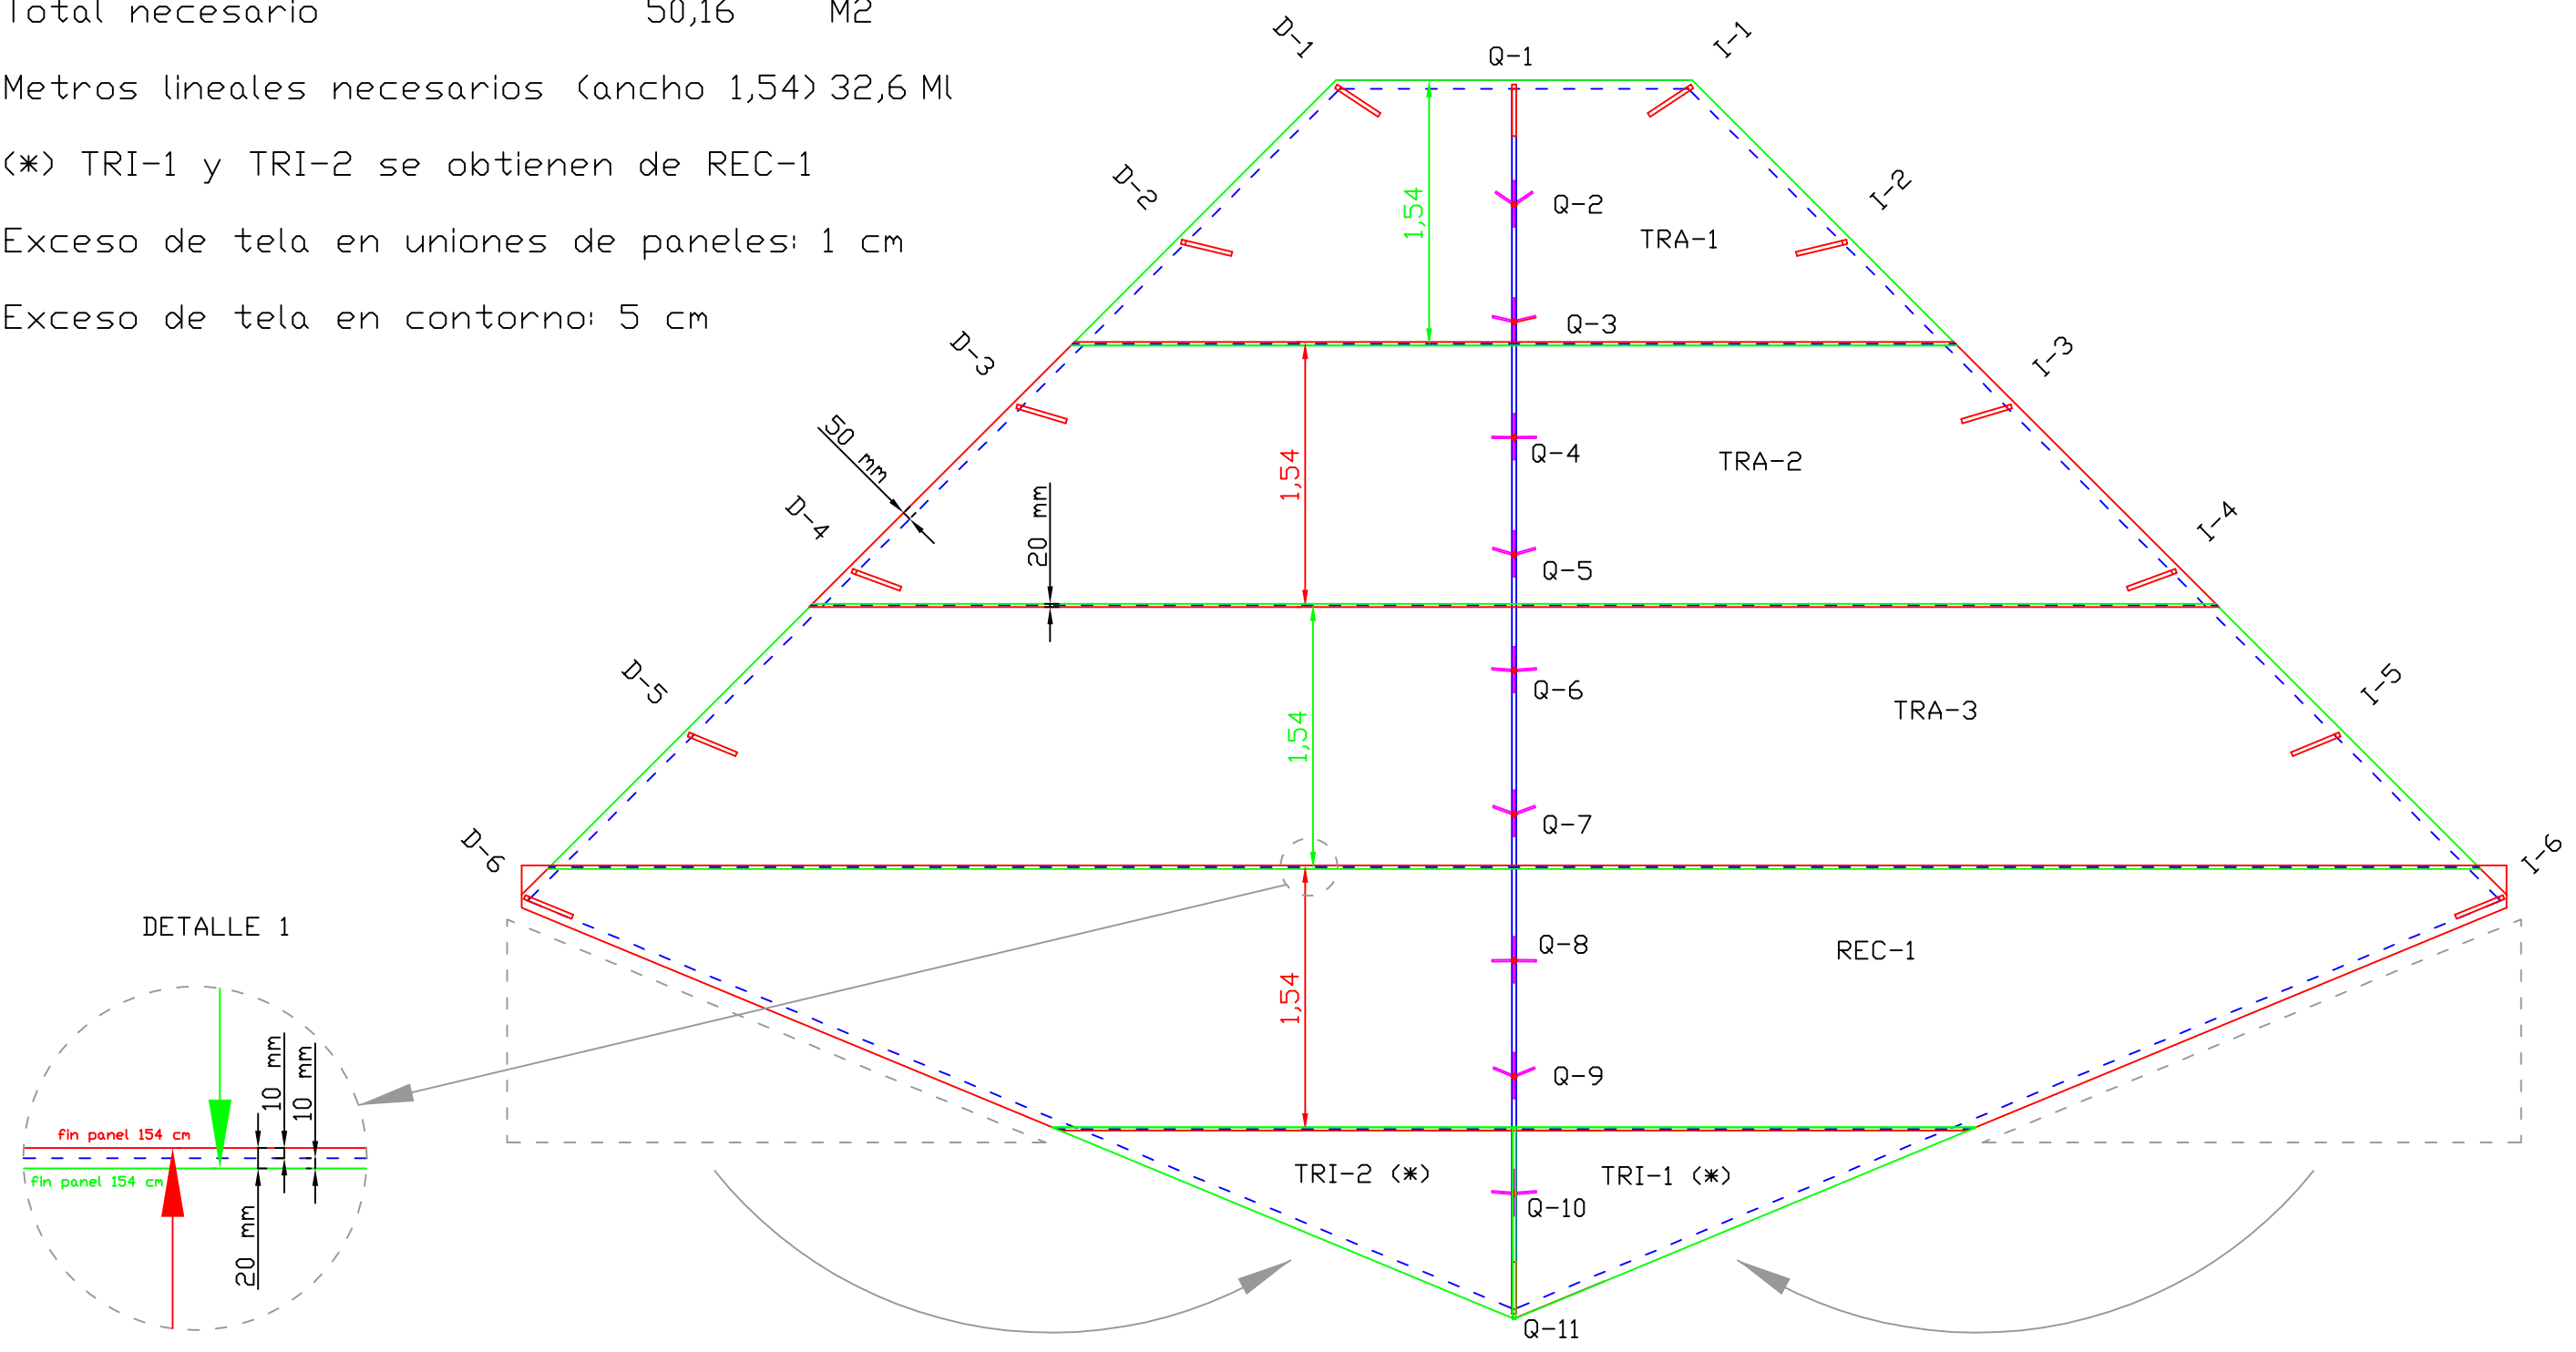 Total necesario 50,16 M2
Metros lineales necesarios (ancho 1,54) 32,6 Ml
(*) TRI-1 y TRI-2 se obtienen de REC-1
Exceso de tela en uniones de paneles: 1 cm
Exceso de tela en contorno: 5 cm
D-1
Q-1
I-1
D-2
1,54
Q-2
TRA-1
I-2
D-3
Q-3
I-3
50 mm
D-4
20 mm
1,54
Q-4
TRA-2
Q-5
I-4
D-5
1,54
Q-6
TRA-3
I-5
D-6
Q-7
I-6
DETALLE 1
1,54
Q-8
REC-1
Q-9
10 mm
10 mm
fin panel 154 cm
fin panel 154 cm
20 mm
TRI-2 (*)
TRI-1 (*)
Q-10
Q-11